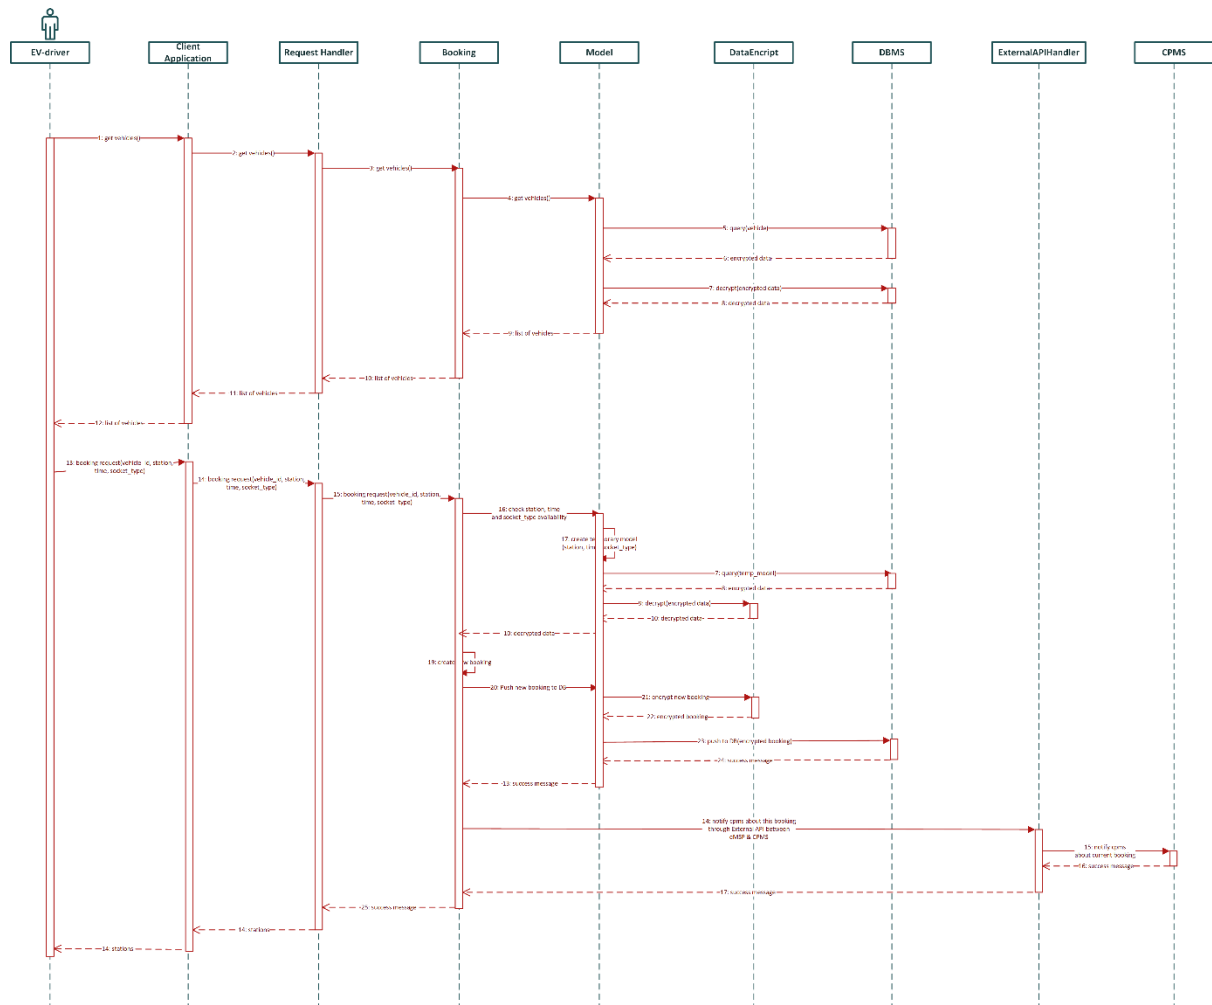 EV-driver
Client
Application
Request Handler
Booking
Model
DataEncript
DBMS
ExternalAPIHandler
CPMS
1: get vehicles()
2: get vehicles()
3: get vehicles()
4: get vehicles()
5: query(vehicle)
6: encrypted data
7: decrypt(encrypted data)
8: decrypted data
9: list of vehicles
10: list of vehicles
11: list of vehicles
12: list of vehicles
13: booking request(vehicle_id, station,
time, socket_type)
14: booking request(vehicle_id, station,
time, socket_type)
15: booking request(vehicle_id, station,
time, socket_type)
16: check station, time
and socket_type availability
17: create temporary model
(station, time, socket_type)
7: query(temp_model)
8: encrypted data
9: decrypt(encrypted data)
10: decrypted data
decrypted data
19: create new booking
20: Push new booking to DB
21: encrypt new booking
22: encrypted booking
23: push to DB(encrypted booking)
24: success message
13: success message
14: notify cpms about this booking
through External API between
eMSP & CPMS
15: notify cpms
about current booking
16: success message
17: success message
25: success message
14: stations
14: stations